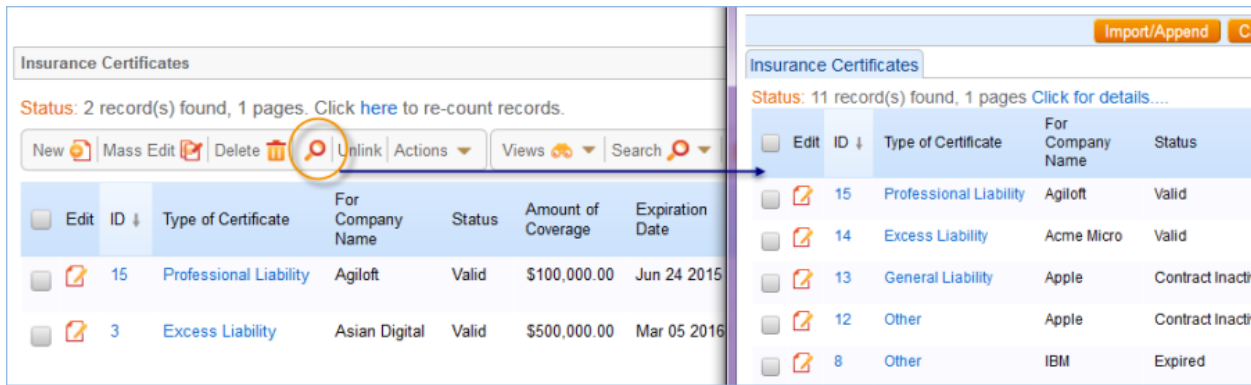 Insurance Certificates
Status: 2 record(s) found, 1 pages. Click here to re-count records.
New Mass Edit Delete Unlink Actions Views Search
Edit ID Type of Certificate For Company Name Status Amount of Coverage Expiration Date
15 Professional Liability Agiloft Valid $100,000.00 Jun 24 2015
3 Excess Liability Asian Digital Valid $500,000.00 Mar 05 2016
Import/Append
Insurance Certificates
Status: 11 record(s) found, 1 pages Click for details....
Edit ID Type of Certificate For Company Name Status
15 Professional Liability Agiloft Valid
14 Excess Liability Acme Micro Valid
13 General Liability Apple Contract Inacti
12 Other Apple Contract Inacti
8 Other IBM Expired